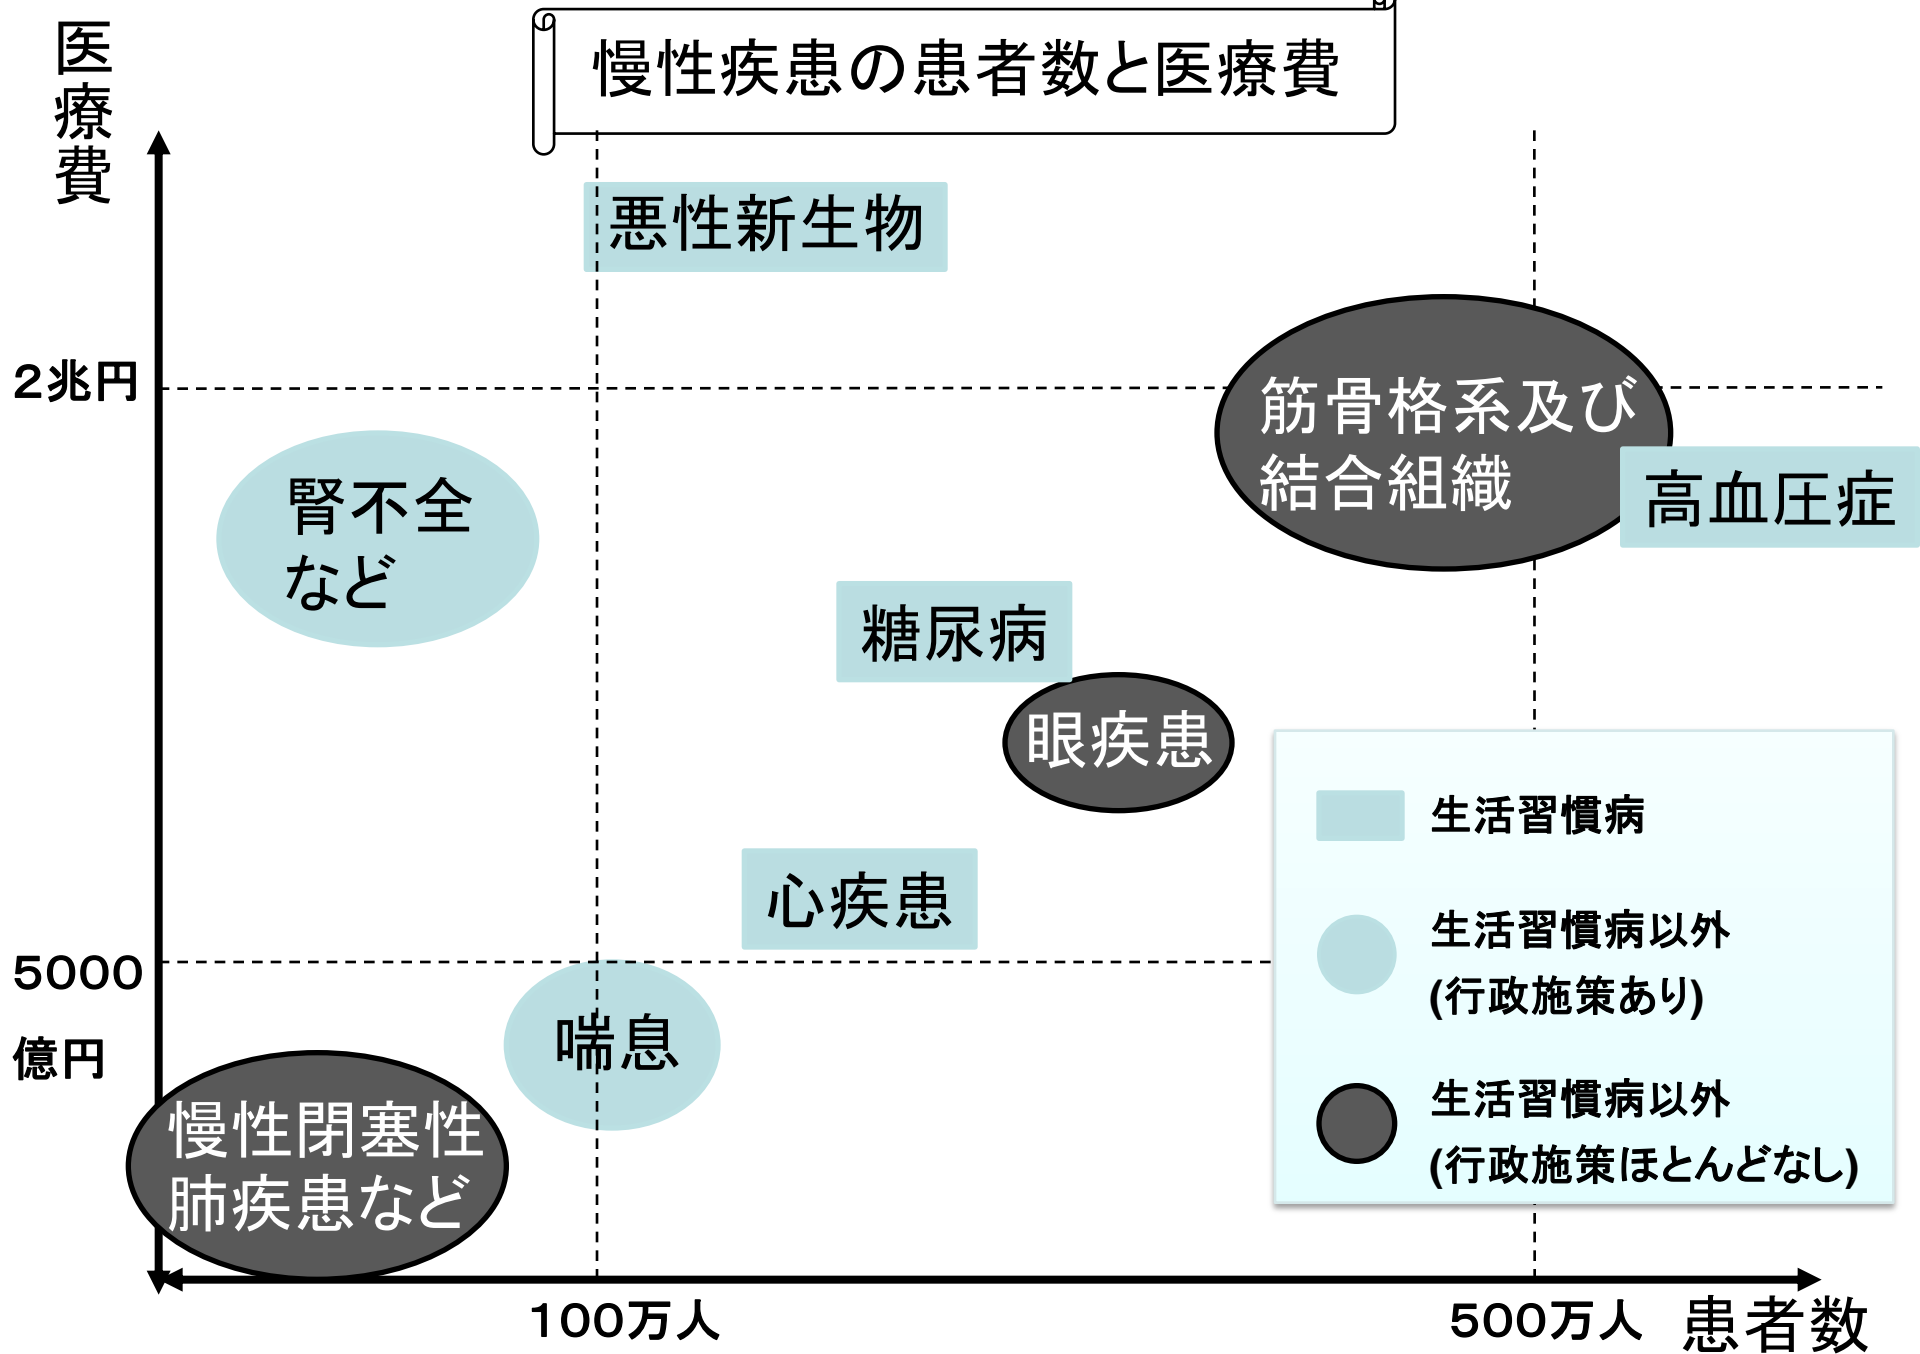 慢性疾患の患者数と医療費
医療費
悪性新生物
2兆円
筋骨格系及び
結合組織
高血圧症
腎不全
など
糖尿病
眼疾患
心疾患
5000
億円
喘息
慢性閉塞性
肺疾患など
生活習慣病
生活習慣病以外
(行政施策あり)
生活習慣病以外
(行政施策ほとんどなし)
100万人
500万人
患者数